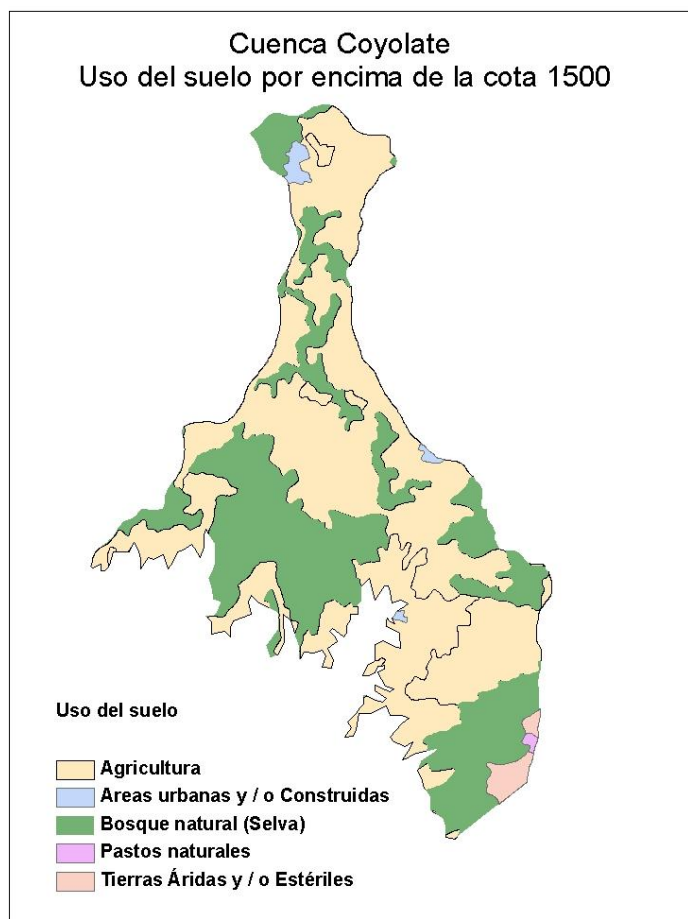 Cuenca Coyolate
Uso del suelo por encima de la cota 1500
Uso del suelo
Agricultura
Areas urbanas y / o Construidas
Bosque natural (Selva)
Pastos naturales
Tierras Áridas y / o Estériles